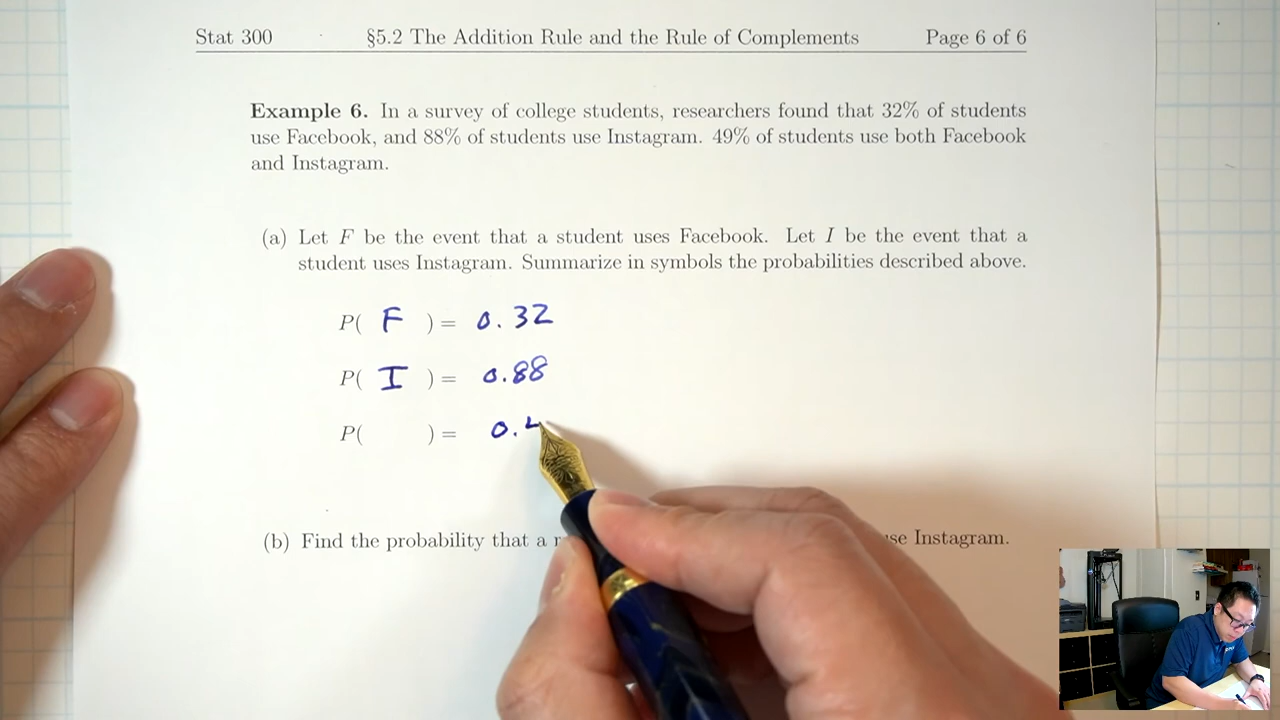 Stat 300 §5.2 The Addition Rule and the Rule of Complements Page 6 of 6
Example 6. In a survey of college students, researchers found that 32% of students
use Facebook, and 88% of students use Instagram. 49% of students use both Facebook
and Instagram.
(a) Let F be the event that a student uses Facebook. Let I be the event that a
student uses Instagram. Summarize in symbols the probabilities described above.
P( F ) = 0.32
P( I ) = 0.88
P( ) = 0.4
(b) Find the probability that a Instagram.